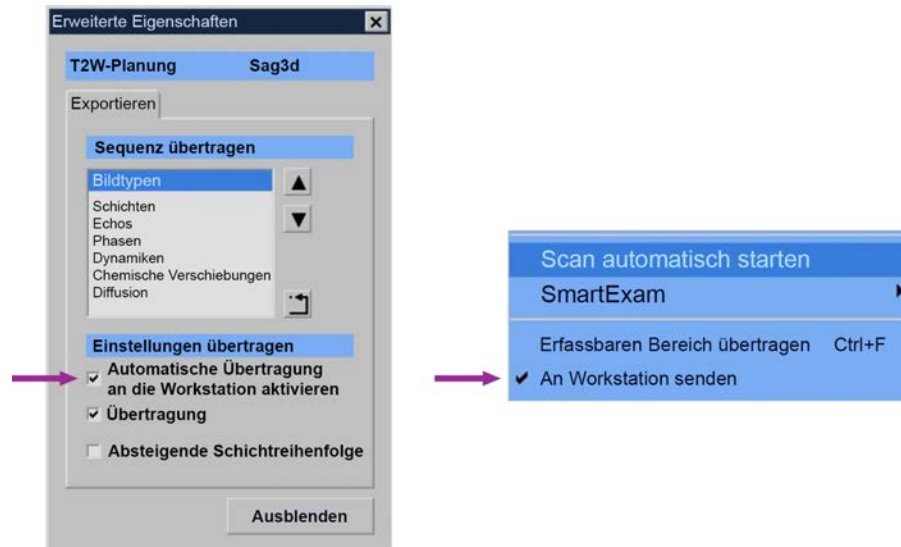 Erweiterte Eigenschaften
T2W-Planung Sag3d
Exportieren
Sequenz übertragen
Bildtypen
Schichten
Echos
Phasen
Dynamiken
Chemische Verschiebungen
Diffusion
Einstellungen übertragen
Automatische Übertragung
an die Workstation aktivieren
Übertragung
Absteigende Schichtreihenfolge
Ausblenden
Scan automatisch starten
SmartExam
Erfassbaren Bereich übertragen Ctrl+F
An Workstation senden